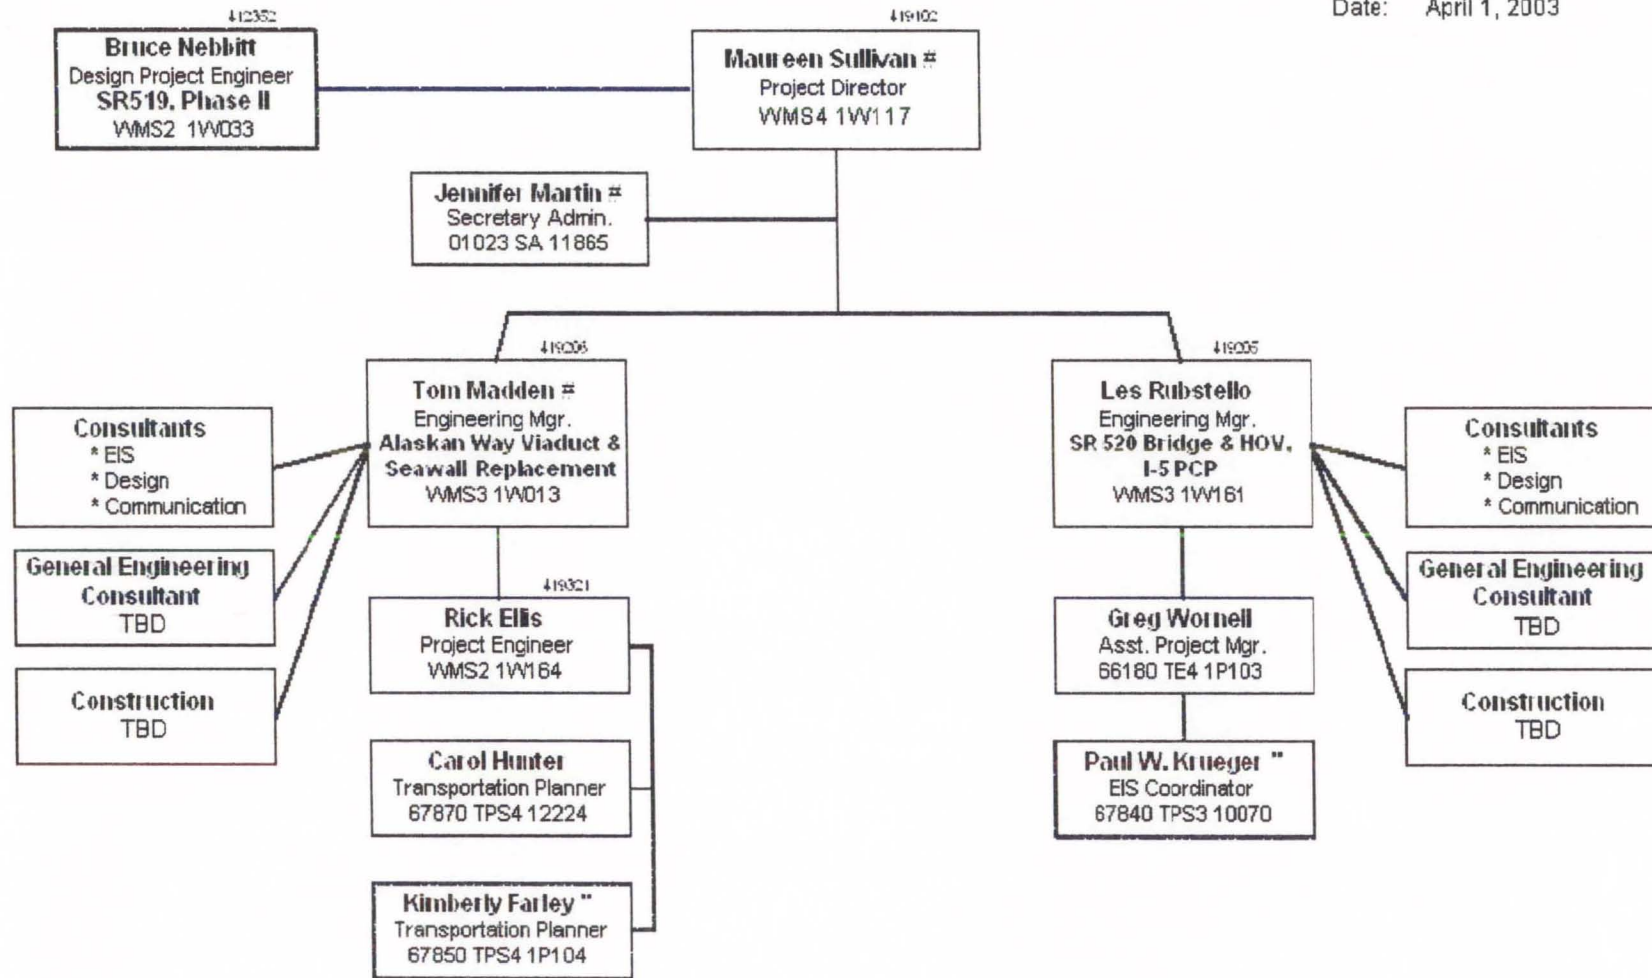 Date: April 1, 2003
412352
Bruce Nebbitt
Design Project Engineer
SR519, Phase II
WMS2 1W033
419102
Maureen Sullivan #
Project Director
WMS4 1W117
Jennifer Martin #
Secretary Admin.
01023 SA 11865
Tom Madden #
Engineering Mgr.
Alaskan Way Viaduct &
Seawall Replacement
WMS3 1W013
419205
Les Rubstello
Engineering Mgr.
SR 520 Bridge & HOV,
I-5 PCP
WMS3 1W161
Consultants
* EIS
* Design
* Communication
General Engineering
Consultant
TBD
Construction
TBD
419321
Rick Ellis
Project Engineer
WMS2 1W164
Carol Hunter
Transportation Planner
67870 TPS4 12224
Kimberly Farley "
Transportation Planner
67850 TPS4 1P104
Greg Wornell
Asst. Project Mgr.
66180 TE4 1P103
Paul W. Krueger "
EIS Coordinator
67840 TPS3 10070
Consultants
* EIS
* Design
* Communication
General Engineering
Consultant
TBD
Construction
TBD